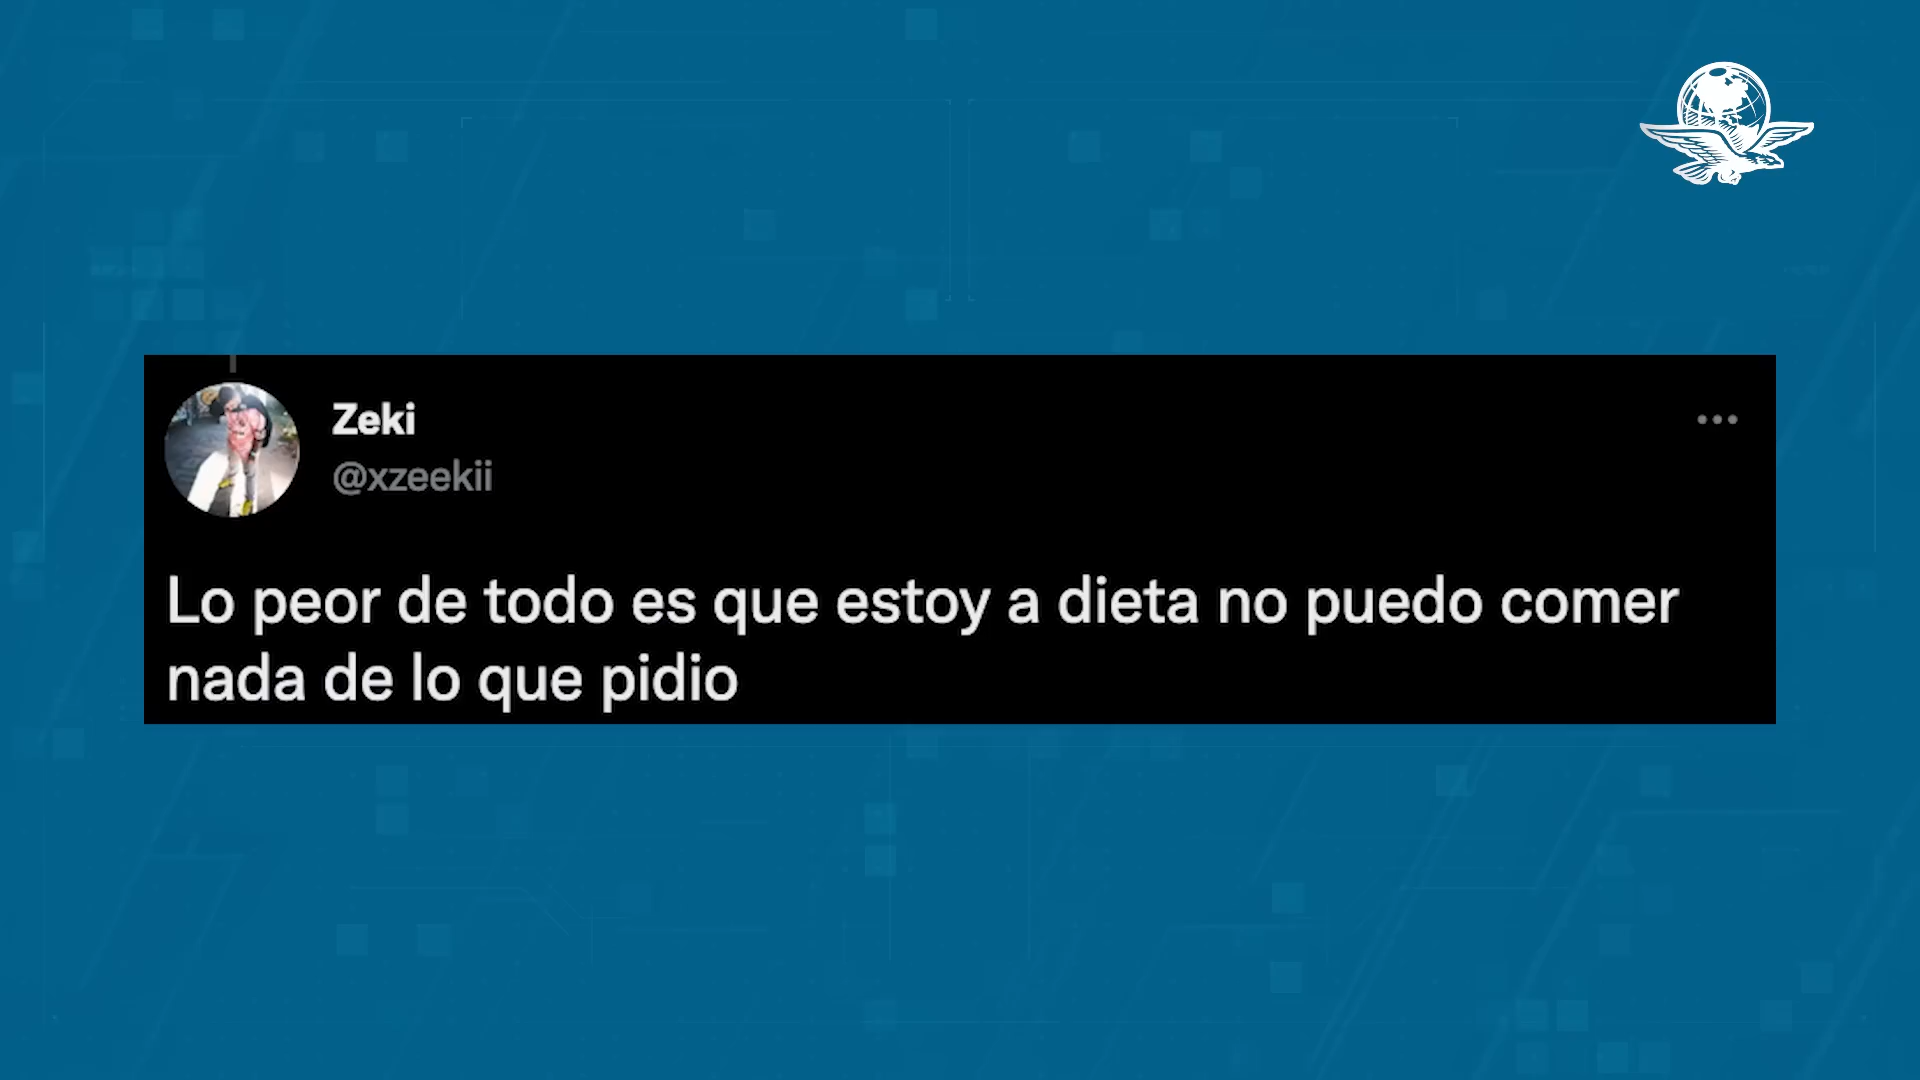 Zeki
@xzeekii
Lo peor de todo es que estoy a dieta no puedo comer
nada de lo que pidio